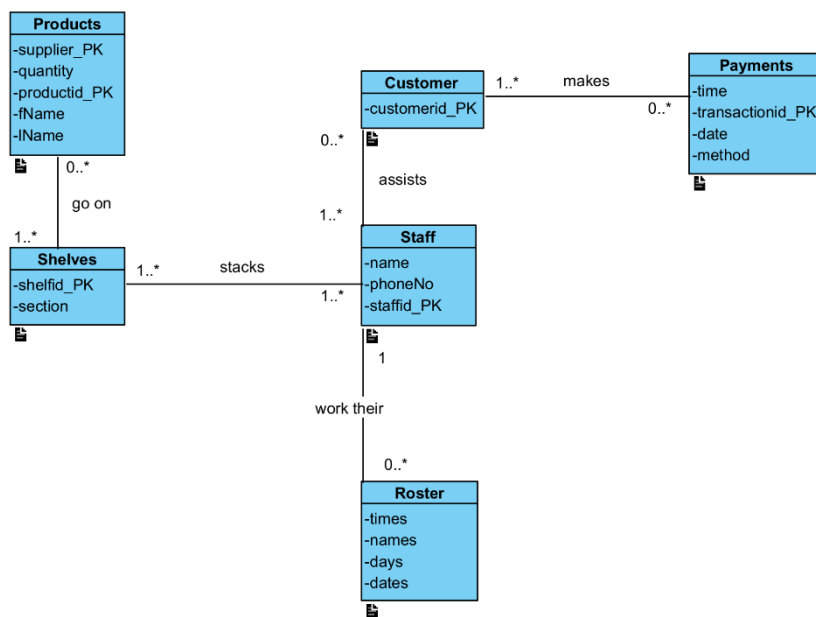 Products
-supplier_PK
-quantity
-productid_PK
-fName
-lName
0..*
go on
1..*
Shelves
-shelfid_PK
-section
1..*
stacks
1..*
Customer
-customerid_PK
1..*
makes
0..*
Payments
-time
-transactionid_PK
-date
-method
0..*
assists
1..*
Staff
-name
-phoneNo
-staffid_PK
1
work their
0..*
Roster
-times
-names
-days
-dates